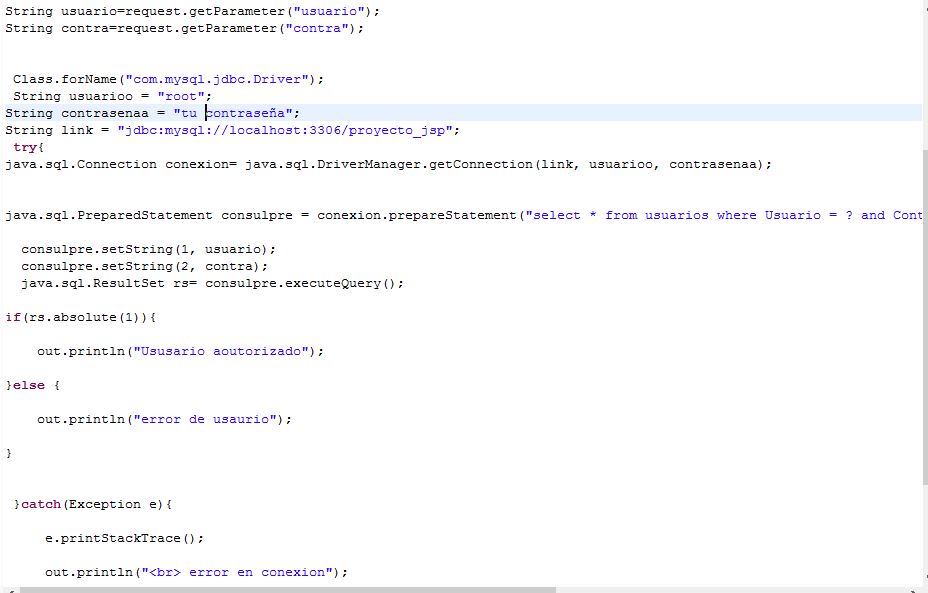 String usuario=request.getParameter("usuario");
String contra=request.getParameter("contra");
Class.forName("com.mysql.jdbc.Driver");
String usuarioo = "root";
String contrasenaa = "tu contraseña";
String link = "jdbc:mysql://localhost:3306/proyecto_jsp";
try{
java.sql.Connection conexion= java.sql.DriverManager.getConnection(link, usuarioo, contrasenaa);
java.sql.PreparedStatement consulpre = conexion.prepareStatement("select * from usuarios where Usuario = ? and Cont
consulpre.setString(1, usuario);
consulpre.setString(2, contra);
java.sql.ResultSet rs= consulpre.executeQuery();
if(rs.absolute(1)){
out.println("Ususario aoutorizado");
}else {
out.println("error de usaurio");
}
}catch(Exception e){
e.printStackTrace();
out.println("<br> error en conexion");